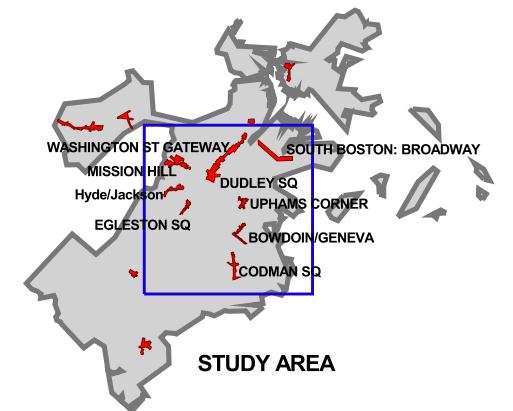 WASHINGTON ST GATEWAY
SOUTH BOSTON: BROADWAY
MISSION HILL
DUDLEY SQ
Hyde/Jackson
UPHAMS CORNER
EGLESTON SQ
BOWDOIN/GENEVA
CODMAN SQ
STUDY AREA